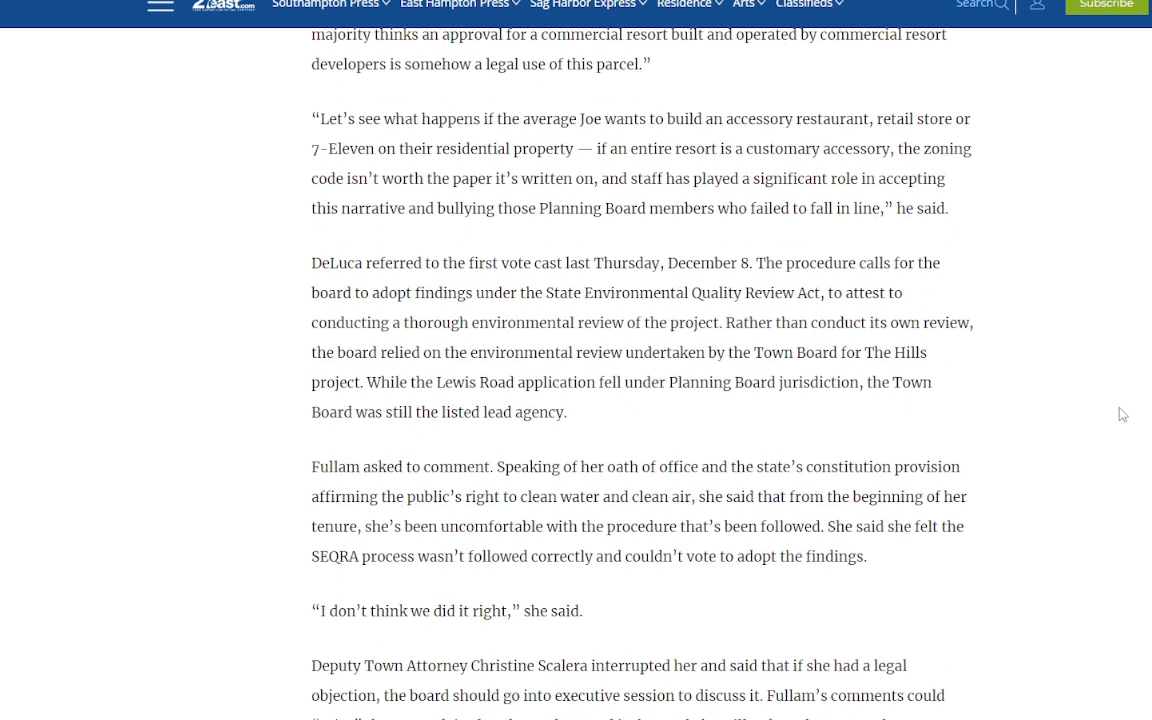 27east.com Southampton Press East Hampton Press Sag Harbor Express Residence Arts Classifieds Search Subscribe
majority thinks an approval for a commercial resort built and operated by commercial resort
developers is somehow a legal use of this parcel.”
“Let’s see what happens if the average Joe wants to build an accessory restaurant, retail store or
7-Eleven on their residential property — if an entire resort is a customary accessory, the zoning
code isn’t worth the paper it’s written on, and staff has played a significant role in accepting
this narrative and bullying those Planning Board members who failed to fall in line,” he said.
DeLuca referred to the first vote cast last Thursday, December 8. The procedure calls for the
board to adopt findings under the State Environmental Quality Review Act, to attest to
conducting a thorough environmental review of the project. Rather than conduct its own review,
the board relied on the environmental review undertaken by the Town Board for The Hills
project. While the Lewis Road application fell under Planning Board jurisdiction, the Town
Board was still the listed lead agency.
Fullam asked to comment. Speaking of her oath of office and the state’s constitution provision
affirming the public’s right to clean water and clean air, she said that from the beginning of her
tenure, she’s been uncomfortable with the procedure that’s been followed. She said she felt the
SEQRA process wasn’t followed correctly and couldn’t vote to adopt the findings.
“I don’t think we did it right,” she said.
Deputy Town Attorney Christine Scalera interrupted her and said that if she had a legal
objection, the board should go into executive session to discuss it. Fullam’s comments could